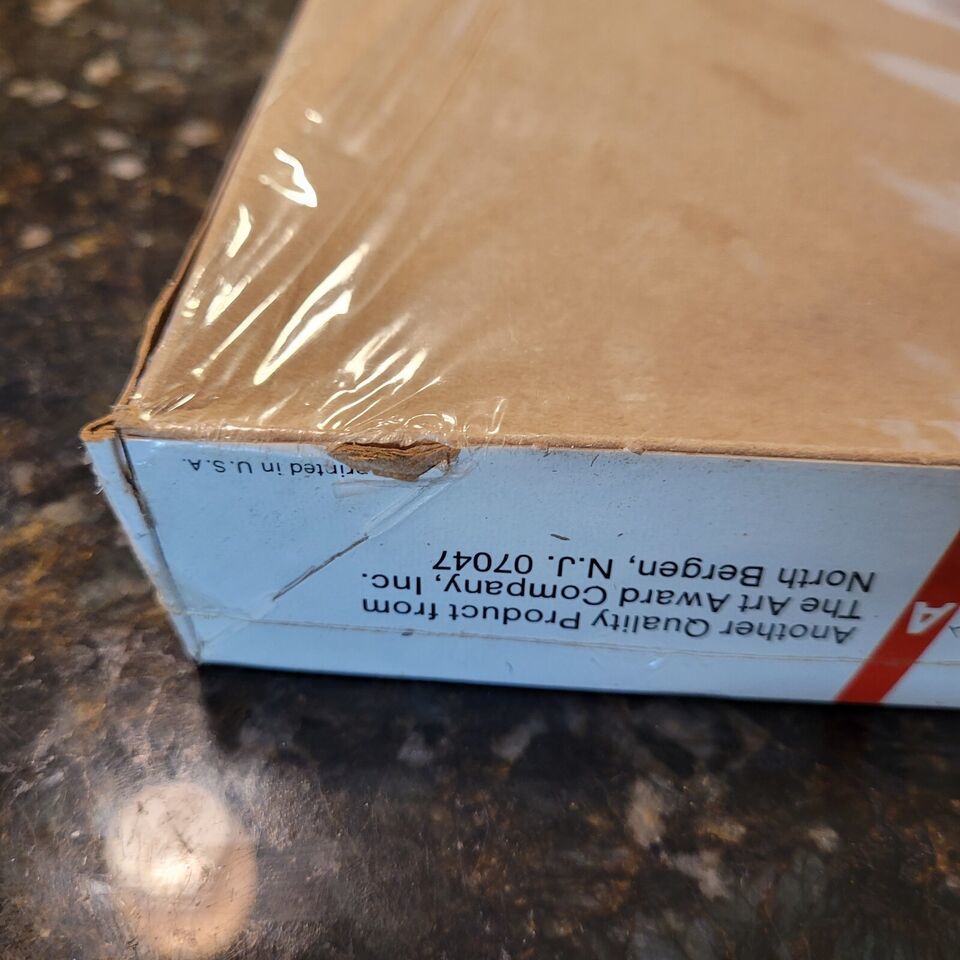 Another Quality Product from
The Art Award Company, Inc.
North Bergen, N.J. 07047
printed in U.S.A.
A